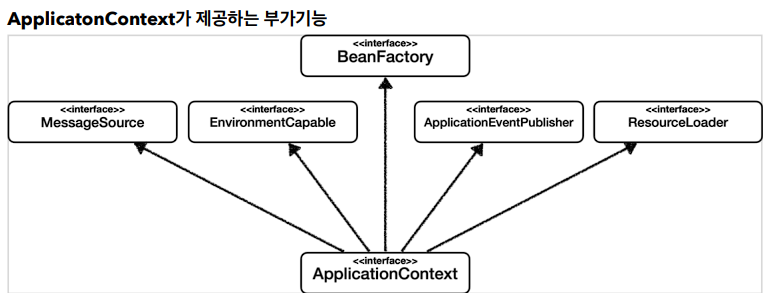 ApplicatonContext가 제공하는 부가기능
<<interface>>
BeanFactory
<<interface>>
MessageSource
<<interface>>
EnvironmentCapable
<<interface>>
ApplicationEventPublisher
<<interface>>
ResourceLoader
<<interface>>
ApplicationContext